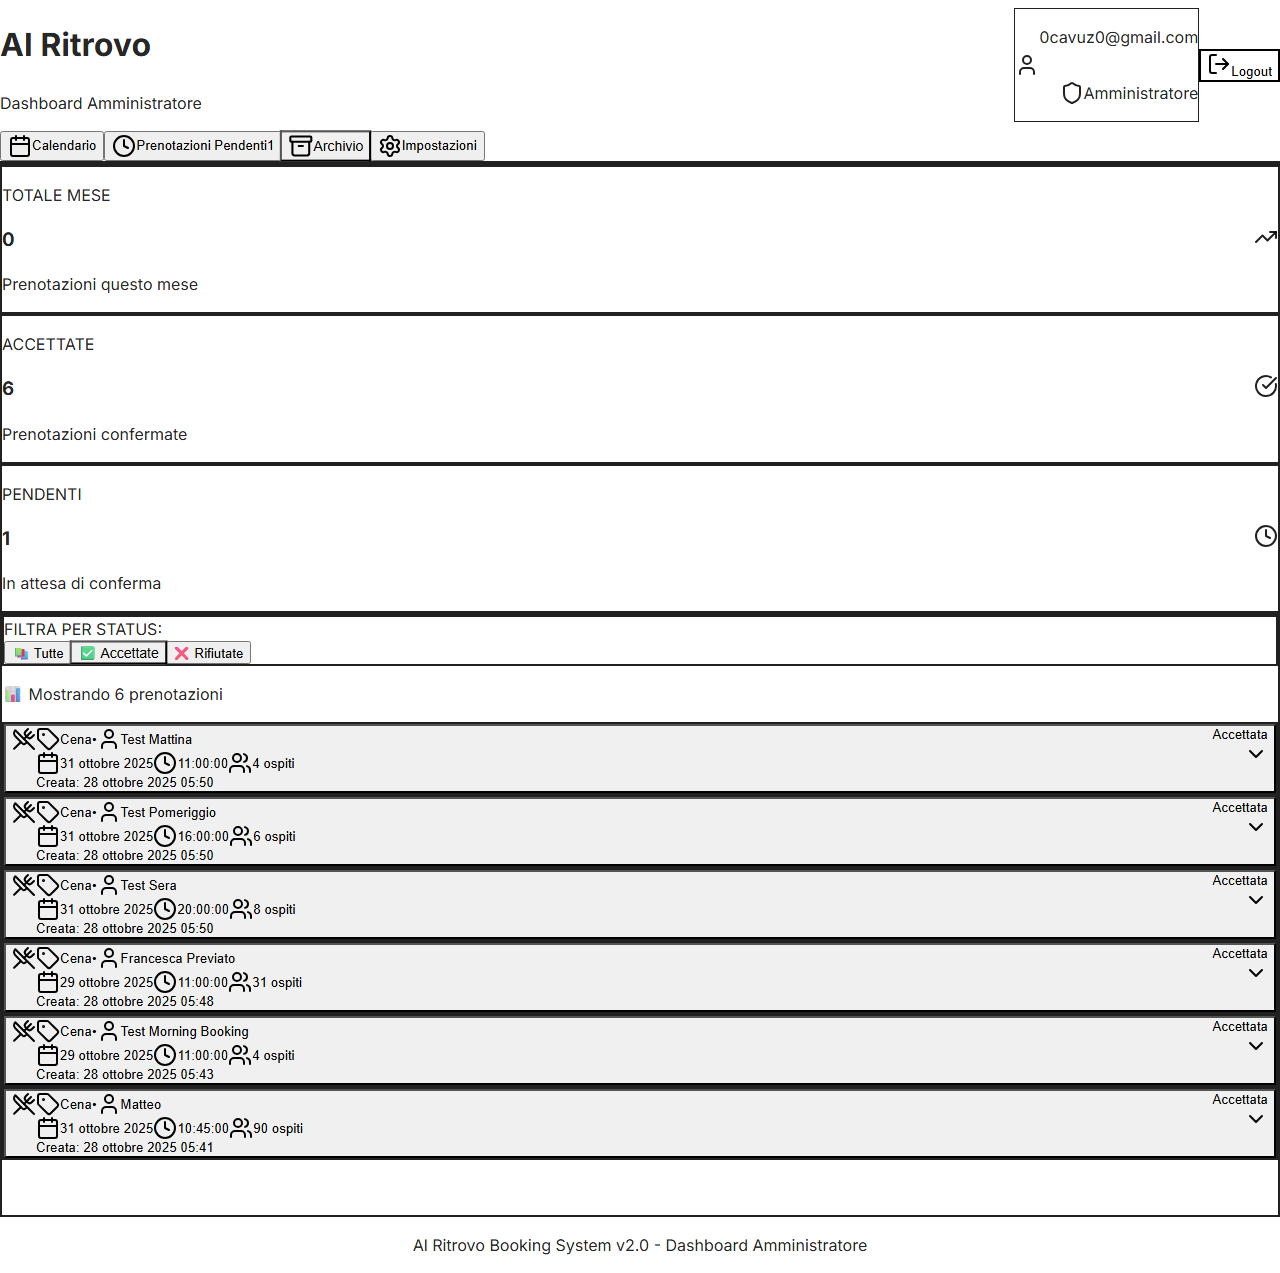 Al Ritrovo
Dashboard Amministratore
0cavuz0@gmail.com
Amministratore
Logout
Calendario
Prenotazioni Pendenti1
Archivio
Impostazioni
TOTALE MESE
0
Prenotazioni questo mese
ACCETTATE
6
Prenotazioni confermate
PENDENTI
1
In attesa di conferma
FILTRA PER STATUS:
Tutte
Accettate
Rifiutate
Mostrando 6 prenotazioni
Cena• Test Mattina
Accettata
31 ottobre 2025 11:00:00 4 ospiti
Creata: 28 ottobre 2025 05:50
Cena• Test Pomeriggio
Accettata
31 ottobre 2025 16:00:00 6 ospiti
Creata: 28 ottobre 2025 05:50
Cena• Test Sera
Accettata
31 ottobre 2025 20:00:00 8 ospiti
Creata: 28 ottobre 2025 05:50
Cena• Francesca Previato
Accettata
29 ottobre 2025 11:00:00 31 ospiti
Creata: 28 ottobre 2025 05:48
Cena• Test Morning Booking
Accettata
29 ottobre 2025 11:00:00 4 ospiti
Creata: 28 ottobre 2025 05:43
Cena• Matteo
Accettata
31 ottobre 2025 10:45:00 90 ospiti
Creata: 28 ottobre 2025 05:41
Al Ritrovo Booking System v2.0 - Dashboard Amministratore